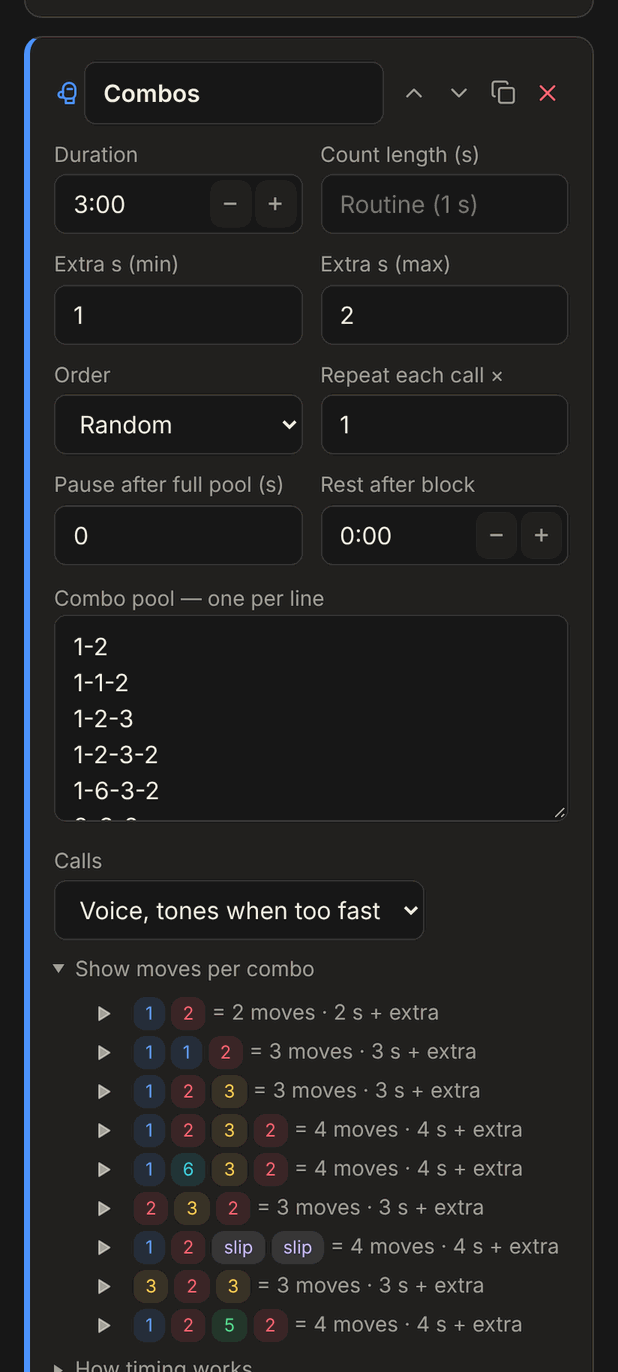 Combos
Duration Count length (s)
3:00 − + Routine (1 s)
Extra s (min) Extra s (max)
1 2
Order Repeat each call ×
Random 1
Pause after full pool (s) Rest after block
0 0:00 − +
Combo pool — one per line
1-2
1-1-2
1-2-3
1-2-3-2
1-6-3-2
Calls
Voice, tones when too fast
Show moves per combo
1 2 = 2 moves · 2 s + extra
1 1 2 = 3 moves · 3 s + extra
1 2 3 = 3 moves · 3 s + extra
1 2 3 2 = 4 moves · 4 s + extra
1 6 3 2 = 4 moves · 4 s + extra
2 3 2 = 3 moves · 3 s + extra
1 2 slip slip = 4 moves · 4 s + extra
3 2 3 = 3 moves · 3 s + extra
1 2 5 2 = 4 moves · 4 s + extra
How timing works